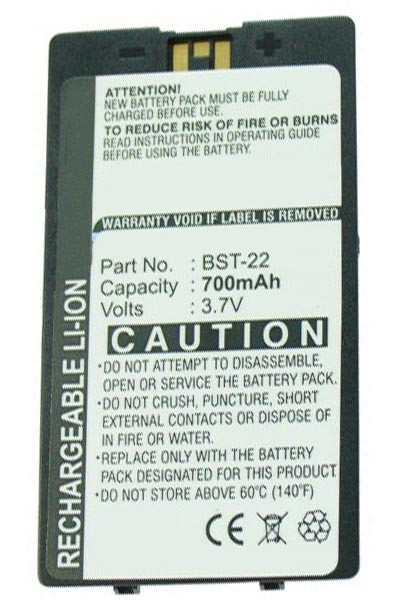 ATTENTION!
NEW BATTERY PACK MUST BE FULLY
CHARGED BEFORE INITIAL USE.
TO REDUCE RISK OF FIRE OR BURNS
READ INSTRUCTIONS IN OPERATING GUIDE
BEFORE USING THE BATTERY.
WARRANTY VOID IF LABEL IS REMOVED
Part No. : BST-22
Capacity : 700mAh
Volts : 3.7V
CAUTION
•DO NOT ATTEMPT TO DISASSEMBLE,
OPEN OR SERVICE THE BATTERY PACK.
•DO NOT CRUSH, PUNCTURE, SHORT
EXTERNAL CONTACTS OR DISPOSE OF
IN FIRE OR WATER.
•REPLACE ONLY WITH THE BATTERY
PACK DESIGNED FOR THIS PRODUCT.
•DO NOT STORE ABOVE 60°C (140°F)
CE
RECHARGEABLE LI-ION